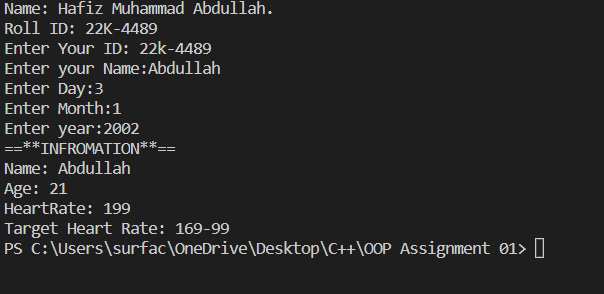 Name: Hafiz Muhammad Abdullah.
Roll ID: 22K-4489
Enter Your ID: 22k-4489
Enter your Name:Abdullah
Enter Day:3
Enter Month:1
Enter year:2002
==**INFROMATION**==
Name: Abdullah
Age: 21
HeartRate: 199
Target Heart Rate: 169-99
PS C:\Users\surfac\OneDrive\Desktop\C++\OOP Assignment 01>